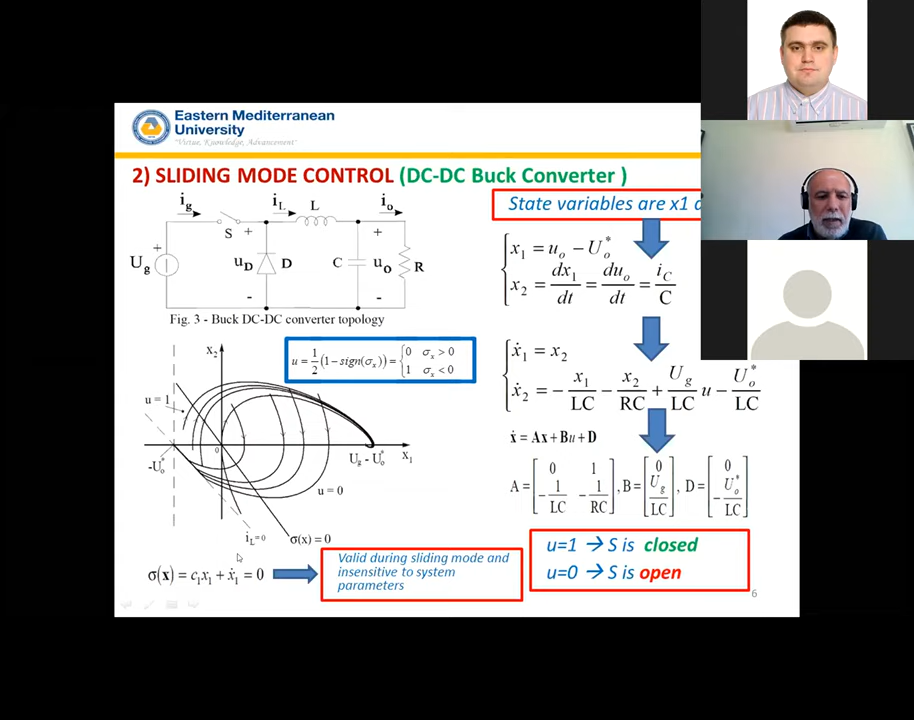 Eastern Mediterranean
University
"Virtue, Knowledge, Advancement"
2) SLIDING MODE CONTROL (DC-DC Buck Converter )
i_g
i_L
L
i_o
S
+
+
+
U_g
u_D
D
C
u_o
R
-
-
Fig. 3 - Buck DC-DC converter topology
State variables are x1
x_1 = u_o − U_o^*
x_2 = dx_1/dt = du_o/dt = i_C/C
ẋ_1 = x_2
ẋ_2 = − x_1/LC − x_2/RC + U_g/LC u − U_o^*/LC
ẋ = Ax + Bu + D
A = [0 1; −1/LC −1/RC], B = [0; U_g/LC], D = [0; −U_o^*/LC]
u = 1/2 (1 − sign(σ_x)) = {0 σ_x > 0
1 σ_x < 0
x_2
u = 1
0
-U_o^*
U_g − U_o^*
x_1
u = 0
i_L=0
σ(x) = 0
σ(x) = c_1x_1 + ẋ_1 = 0
Valid during sliding mode and
insensitive to system
parameters
u=1 → S is closed
u=0 → S is open
6